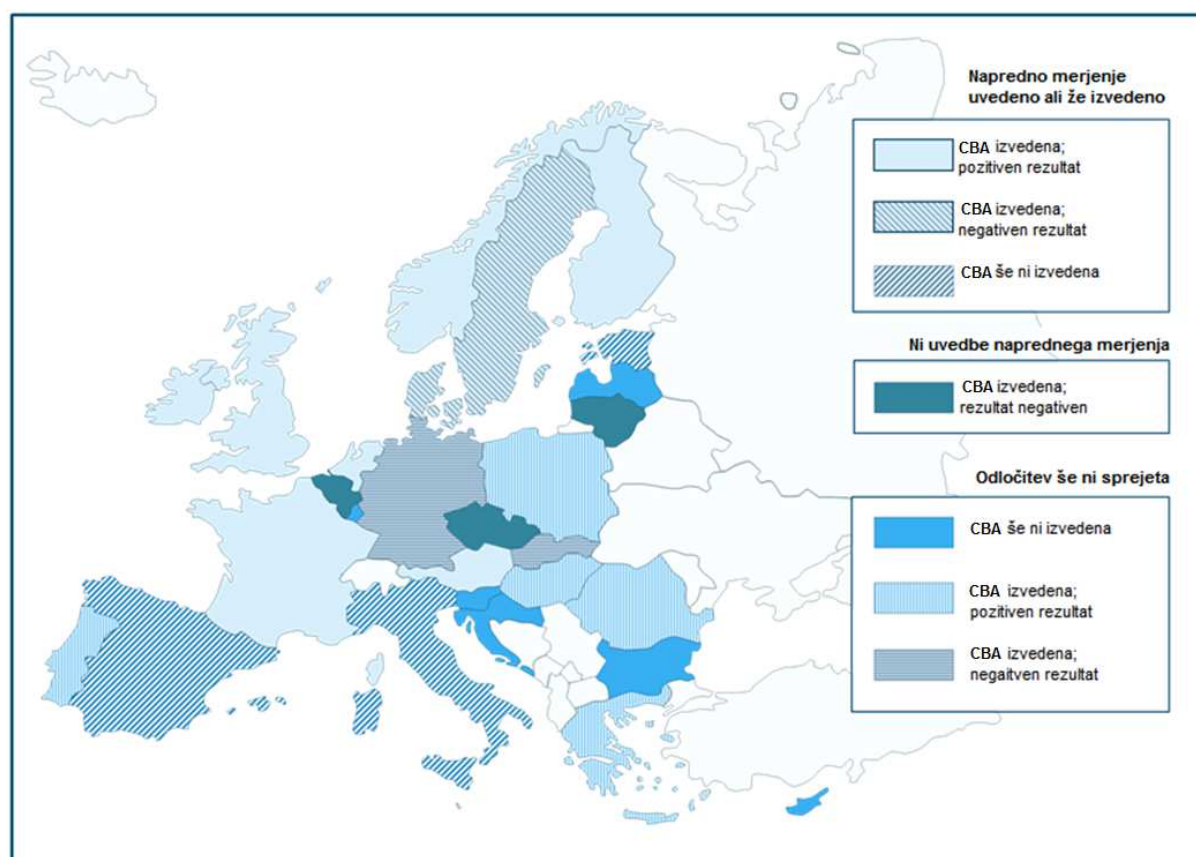 Napredno merjenje
uvedeno ali že izvedeno
CBA izvedena;
pozitiven rezultat
CBA izvedena;
negativen rezultat
CBA še ni izvedena
Ni uvedbe naprednega merjenja
CBA izvedena;
rezultat negativen
Odločitev še ni sprejeta
CBA še ni izvedena
CBA izvedena;
pozitiven rezultat
CBA izvedena;
negaitven rezultat